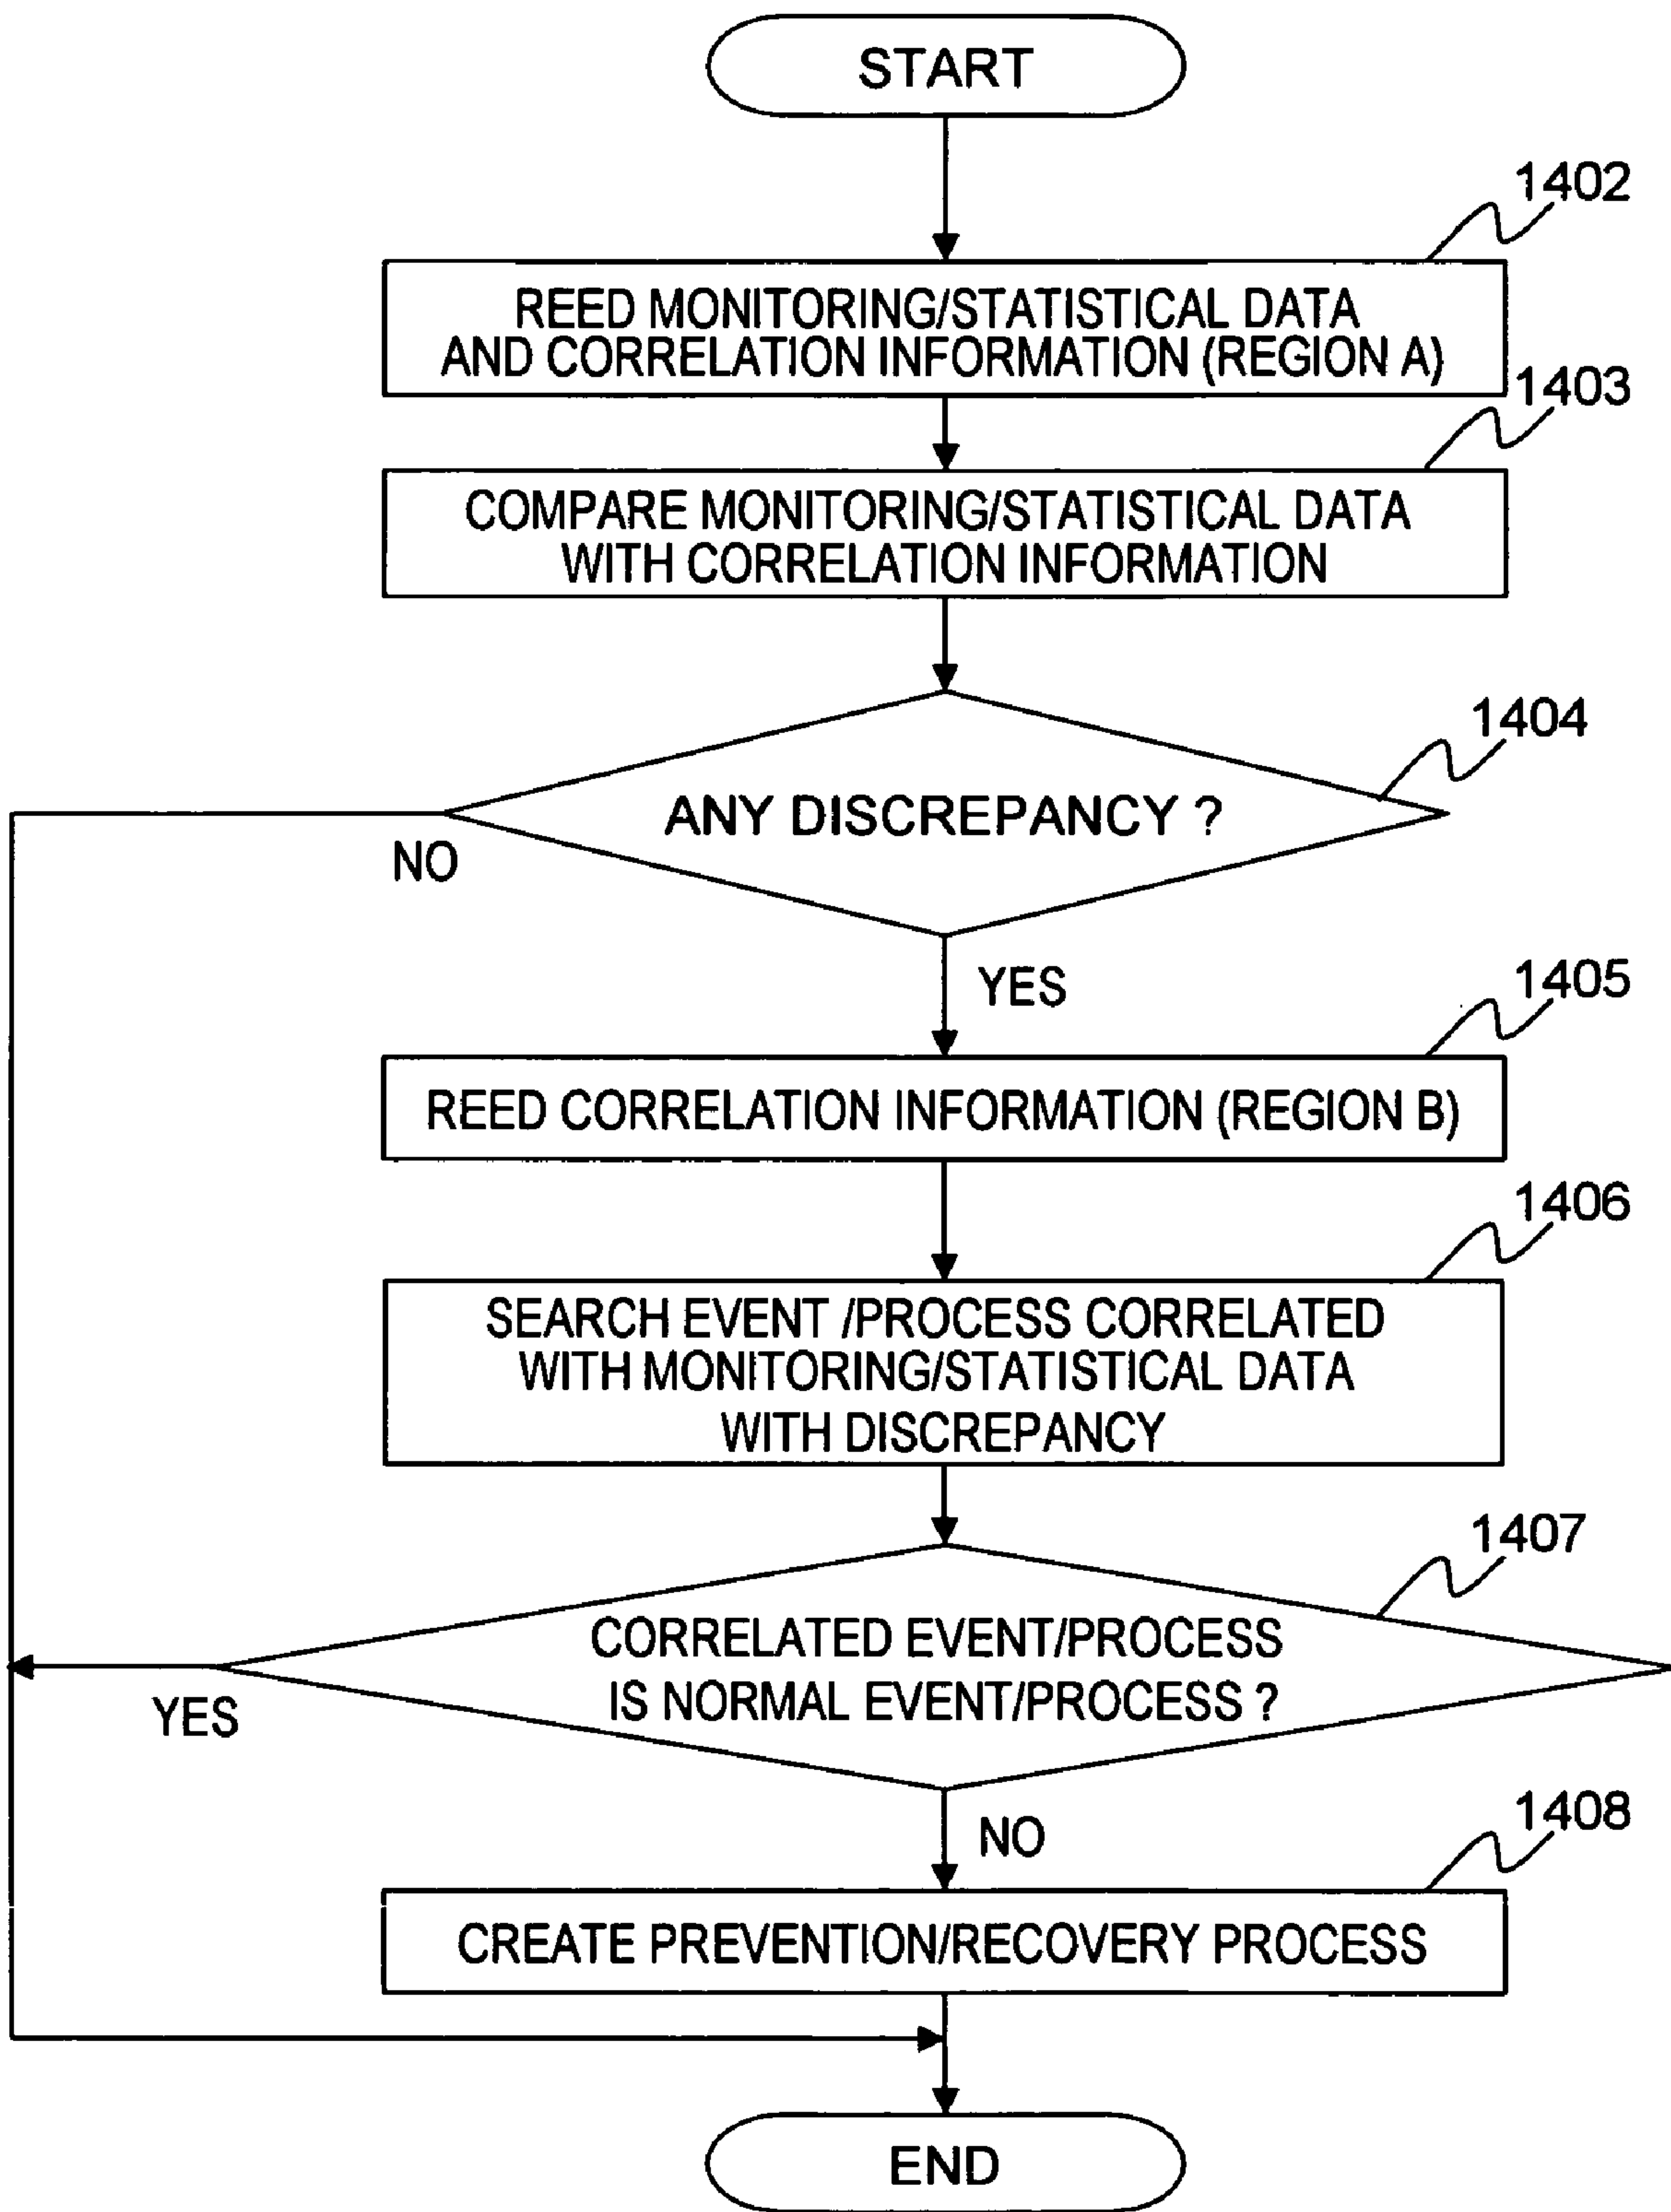 START
1402
REED MONITORING/STATISTICAL DATA
AND CORRELATION INFORMATION (REGION A)
1403
COMPARE MONITORING/STATISTICAL DATA
WITH CORRELATION INFORMATION
1404
ANY DISCREPANCY ?
NO
YES
1405
REED CORRELATION INFORMATION (REGION B)
1406
SEARCH EVENT /PROCESS CORRELATED
WITH MONITORING/STATISTICAL DATA
WITH DISCREPANCY
1407
CORRELATED EVENT/PROCESS
IS NORMAL EVENT/PROCESS ?
YES
NO
1408
CREATE PREVENTION/RECOVERY PROCESS
END